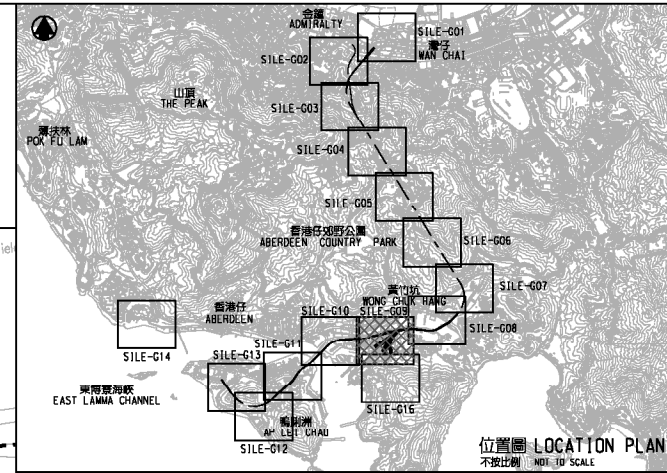 金鐘
ADMIRALTY
SILE-G01
灣仔
WAN CHAI
SILE-G02
山頂
THE PEAK
SILE-G03
薄扶林
POK FU LAM
SILE-G04
SILE-G05
香港仔郊野公園
ABERDEEN COUNTRY PARK
SILE-G06
黃竹坑
WONG CHUK HANG
SILE-G07
香港仔
ABERDEEN
SILE-G10
SILE-G09
SILE-G08
SILE-G14
SILE-G13
SILE-G11
東博寮海峽
EAST LAMMA CHANNEL
鴨脷洲
AP LEI CHAU
SILE-G16
SILE-G12
位置圖 LOCATION PLAN
不按比例 NOT TO SCALE